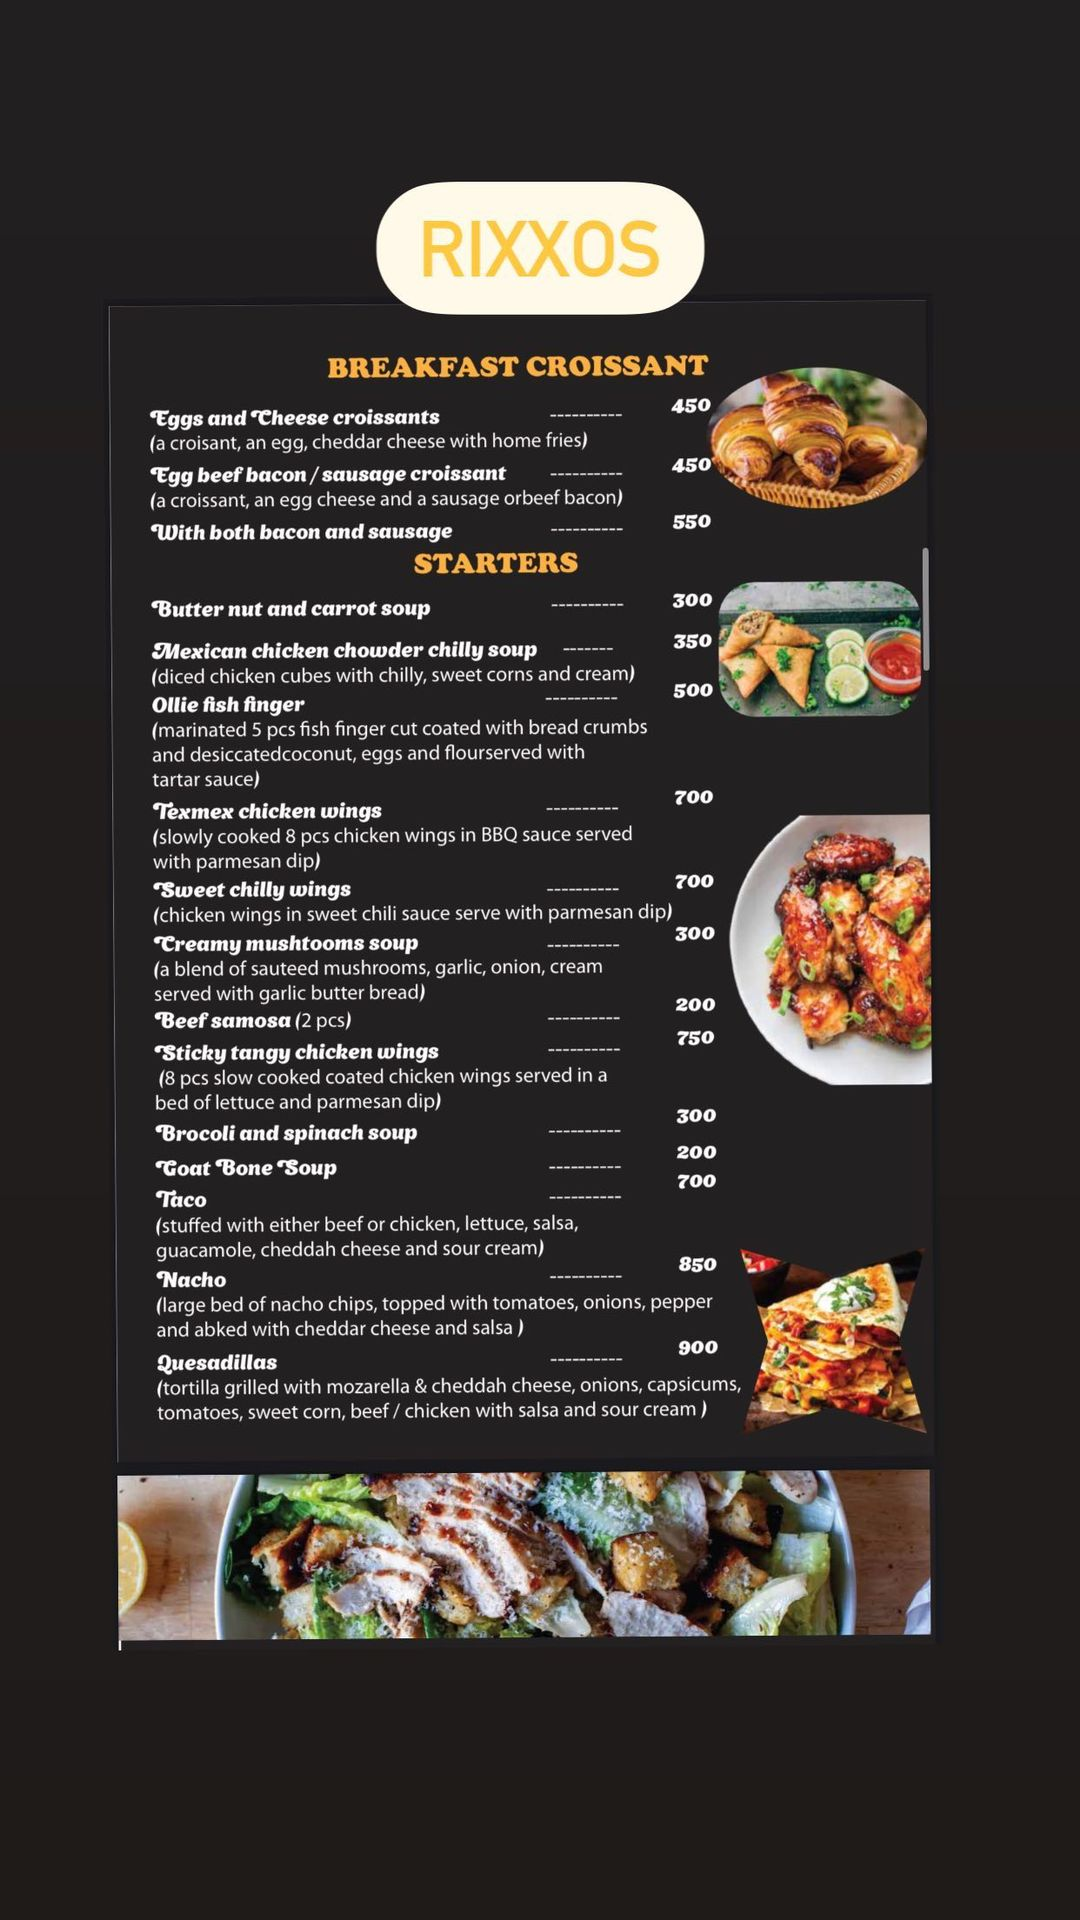 RIXXOS
BREAKFAST CROISSANT
Eggs and Cheese croissants ---------- 450
(a croisant, an egg, cheddar cheese with home fries)
Egg beef bacon / sausage croissant ---------- 450
(a croissant, an egg cheese and a sausage orbeef bacon)
With both bacon and sausage ---------- 550
STARTERS
Butter nut and carrot soup ---------- 300
Mexican chicken chowder chilly soup ------- 350
(diced chicken cubes with chilly, sweet corns and cream)
Ollie fish finger ---------- 500
(marinated 5 pcs fish finger cut coated with bread crumbs
and desiccatedcoconut, eggs and flourserved with
tartar sauce)
Texmex chicken wings ---------- 700
(slowly cooked 8 pcs chicken wings in BBQ sauce served
with parmesan dip)
Sweet chilly wings ---------- 700
(chicken wings in sweet chili sauce serve with parmesan dip)
Creamy mushtooms soup ---------- 300
(a blend of sauteed mushrooms, garlic, onion, cream
served with garlic butter bread)
Beef samosa (2 pcs) ---------- 200
Sticky tangy chicken wings ---------- 750
(8 pcs slow cooked coated chicken wings served in a
bed of lettuce and parmesan dip)
Brocoli and spinach soup ---------- 300
Goat Bone Soup ---------- 200
Taco ---------- 700
(stuffed with either beef or chicken, lettuce, salsa,
guacamole, cheddah cheese and sour cream)
Nacho ---------- 850
(large bed of nacho chips, topped with tomatoes, onions, pepper
and abked with cheddar cheese and salsa )
Quesadillas ---------- 900
(tortilla grilled with mozarella & cheddah cheese, onions, capsicums,
tomatoes, sweet corn, beef / chicken with salsa and sour cream )